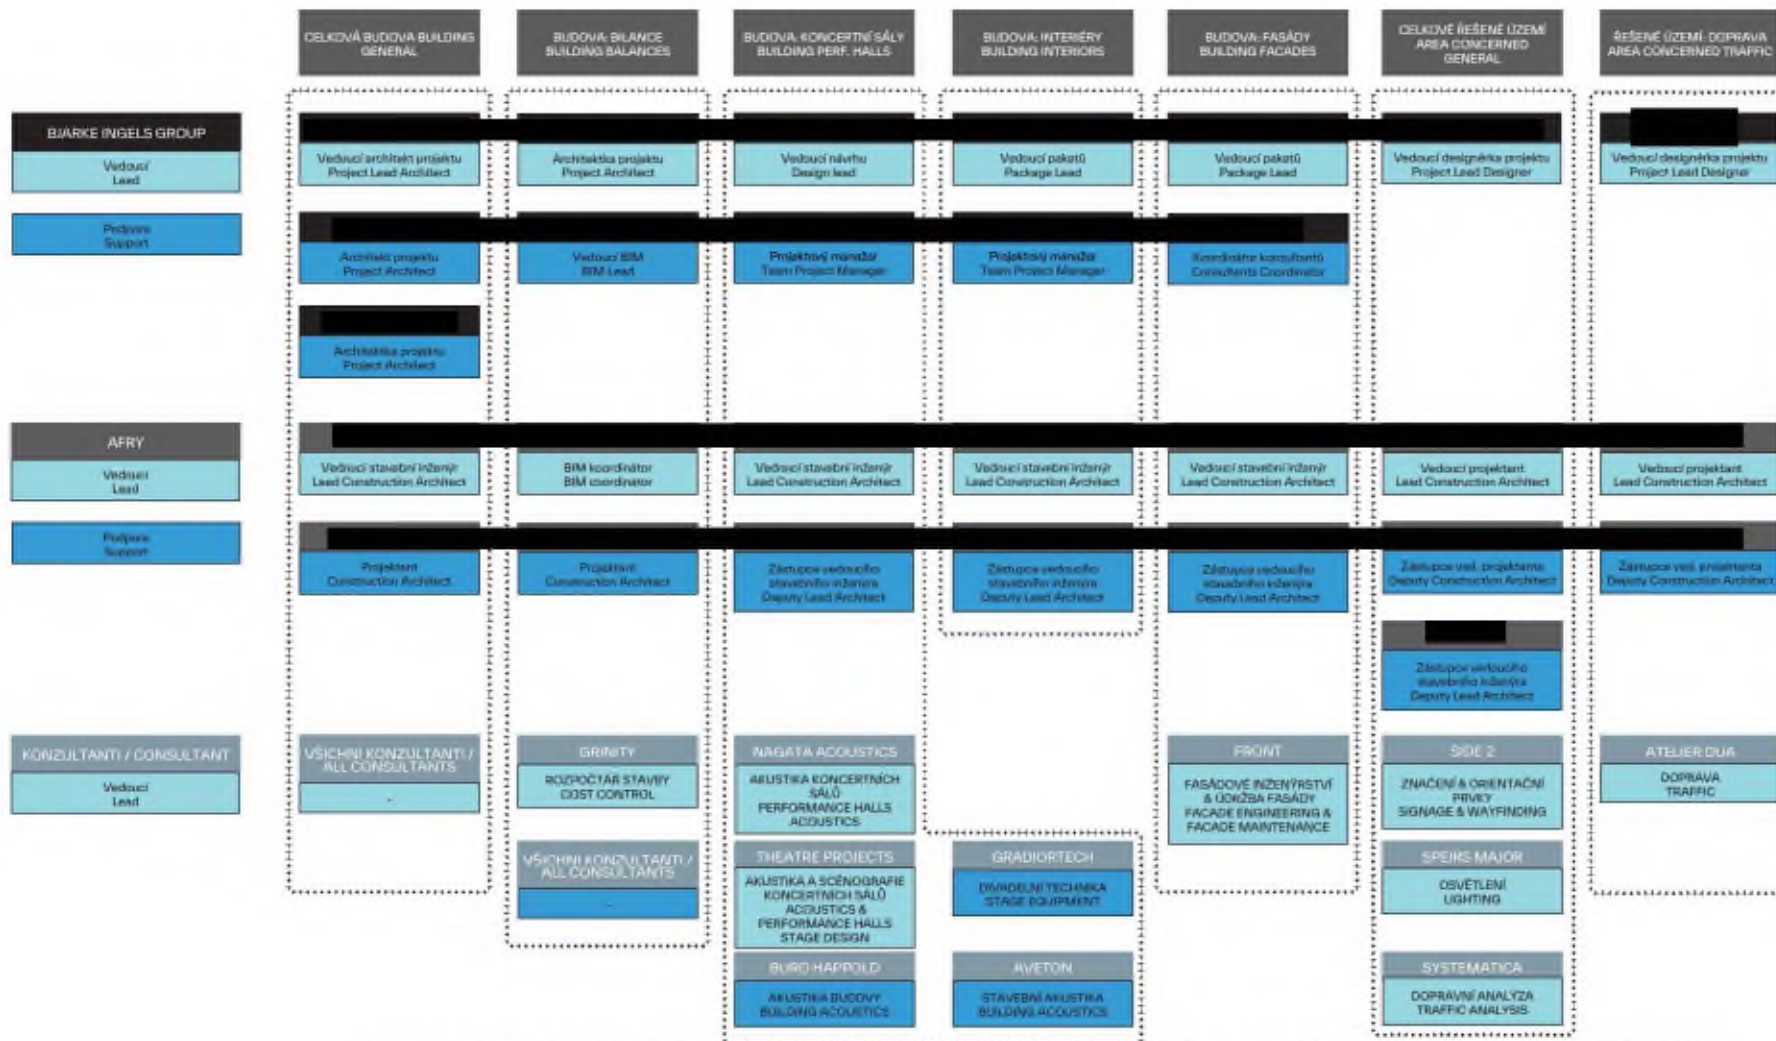 CELKOVÁ BUDOVA BUILDING
GENERAL
BUDOVA: BILANCE
BUILDING BALANCES
BUDOVA: KONCERTNÍ SÁLY
BUILDING PERF. HALLS
BUDOVA: INTERIÉRY
BUILDING INTERIORS
BUDOVA: FASÁDY
BUILDING FACADES
CELKOVÉ ŘEŠENÉ ÚZEMÍ
AREA CONCERNED
GENERAL
ŘEŠENÉ ÚZEMÍ: DOPRAVA
AREA CONCERNED TRAFFIC
BJARKE INGELS GROUP
Vedoucí
Lead
Vedoucí architekt projektu
Project Lead Architect
Architektka projektu
Project Architect
Vedoucí návrhu
Design lead
Vedoucí paketů
Package Lead
Vedoucí paketů
Package Lead
Vedoucí designérka projektu
Project Lead Designer
Vedoucí designérka projektu
Project Lead Designer
Podpora
Support
Architekt projektu
Project Architect
Vedoucí BIM
BIM Lead
Projektový manažer
Team Project Manager
Projektový manažer
Team Project Manager
Koordinátor konzultantů
Consultants Coordinator
Architektka projektu
Project Architect
AFRY
Vedoucí
Lead
Vedoucí stavební inženýr
Lead Construction Architect
BIM koordinátor
BIM coordinator
Vedoucí stavební inženýr
Lead Construction Architect
Vedoucí stavební inženýr
Lead Construction Architect
Vedoucí stavební inženýr
Lead Construction Architect
Vedoucí projektant
Lead Construction Architect
Vedoucí projektant
Lead Construction Architect
Podpora
Support
Projektant
Construction Architect
Projektant
Construction Architect
Zástupce vedoucího
stavebního inženýra
Deputy Lead Architect
Zástupce vedoucího
stavebního inženýra
Deputy Lead Architect
Zástupce vedoucího
stavebního inženýra
Deputy Lead Architect
Zástupce ved. projektanta
Deputy Construction Architect
Zástupce ved. projektanta
Deputy Construction Architect
Zástupce vedoucího
stavebního inženýra
Deputy Lead Architect
KONZULTANTI / CONSULTANT
Vedoucí
Lead
VŠICHNI KONZULTANTI /
ALL CONSULTANTS
-
GRINITY
ROZPOČTÁŘ STAVBY
COST CONTROL
VŠICHNI KONZULTANTI /
ALL CONSULTANTS
-
NAGATA ACOUSTICS
AKUSTIKA KONCERTNÍCH
SÁLŮ
PERFORMANCE HALLS
ACOUSTICS
THEATRE PROJECTS
AKUSTIKA A SCÉNOGRAFIE
KONCERTNÍCH SÁLŮ
ACOUSTICS &
PERFORMANCE HALLS
STAGE DESIGN
BURO HAPPOLD
AKUSTIKA BUDOVY
BUILDING ACOUSTICS
GRADIORTECH
DIVADELNÍ TECHNIKA
STAGE EQUIPMENT
AVETON
STAVEBNÍ AKUSTIKA
BUILDING ACOUSTICS
FRONT
FASÁDOVÉ INŽENÝRSTVÍ
& ÚDRŽBA FASÁDY
FACADE ENGINEERING &
FACADE MAINTENANCE
SIDE 2
ZNAČENÍ & ORIENTAČNÍ
PRVKY
SIGNAGE & WAYFINDING
SPEIRS MAJOR
OSVĚTLENÍ
LIGHTING
SYSTEMATICA
DOPRAVNÍ ANALÝZA
TRAFFIC ANALYSIS
ATELIER DUA
DOPRAVA
TRAFFIC